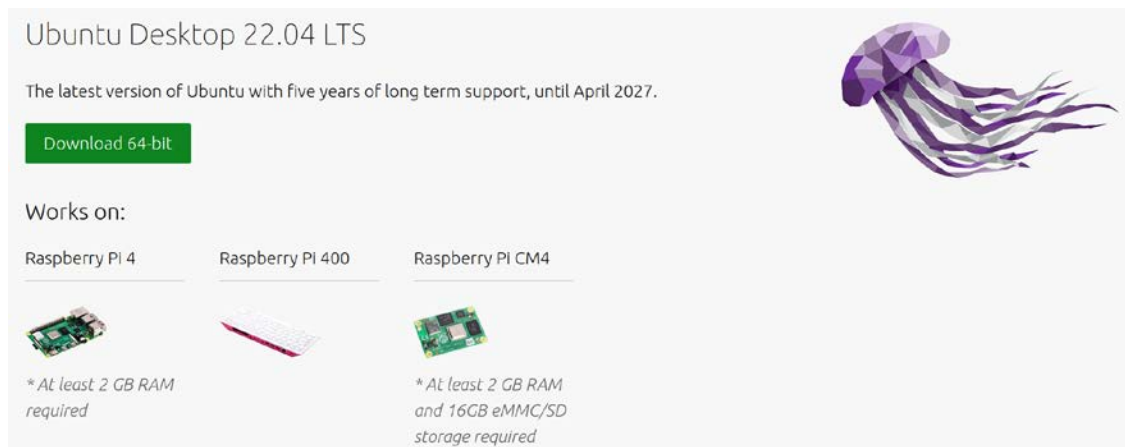 Ubuntu Desktop 22.04 LTS
The latest version of Ubuntu with five years of long term support, until April 2027.
Download 64-bit
Works on:
Raspberry Pi 4
Raspberry Pi 400
Raspberry Pi CM4
* At least 2 GB RAM
required
* At least 2 GB RAM
and 16GB eMMC/SD
storage required